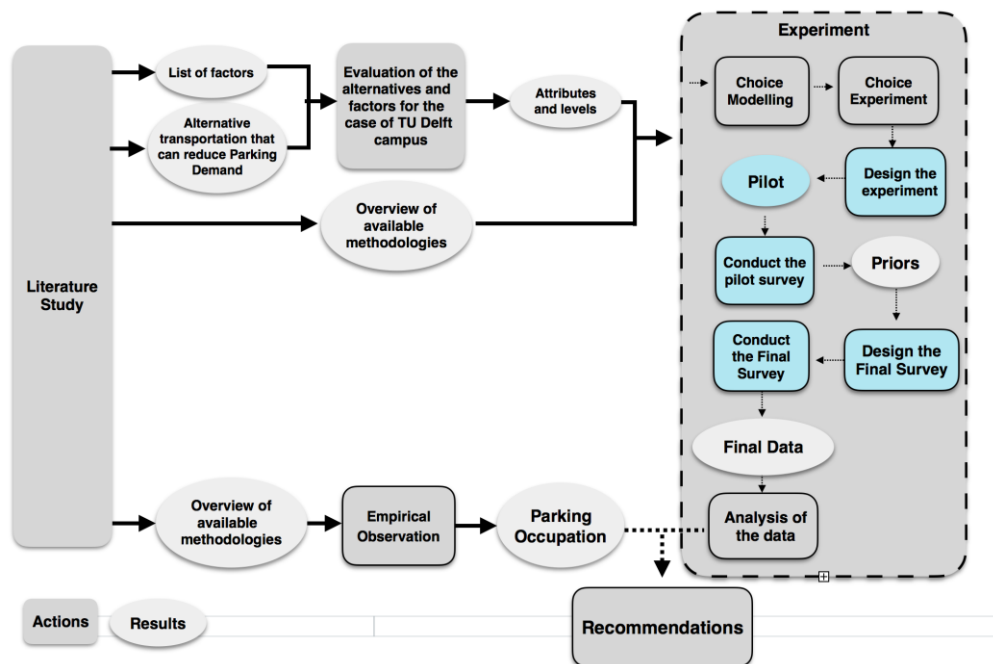 Experiment
Literature
Study
List of factors
Alternative
transportation that
can reduce Parking
Demand
Evaluation of the
alternatives and
factors for the
case of TU Delft
campus
Attributes
and levels
Overview of
available
methodologies
Choice
Modelling
Choice
Experiment
Design the
experiment
Pilot
Conduct the
pilot survey
Priors
Design the
Final Survey
Conduct
the Final
Survey
Final Data
Analysis of
the data
Overview of
available
methodologies
Empirical
Observation
Parking
Occupation
Recommendations
Actions
Results